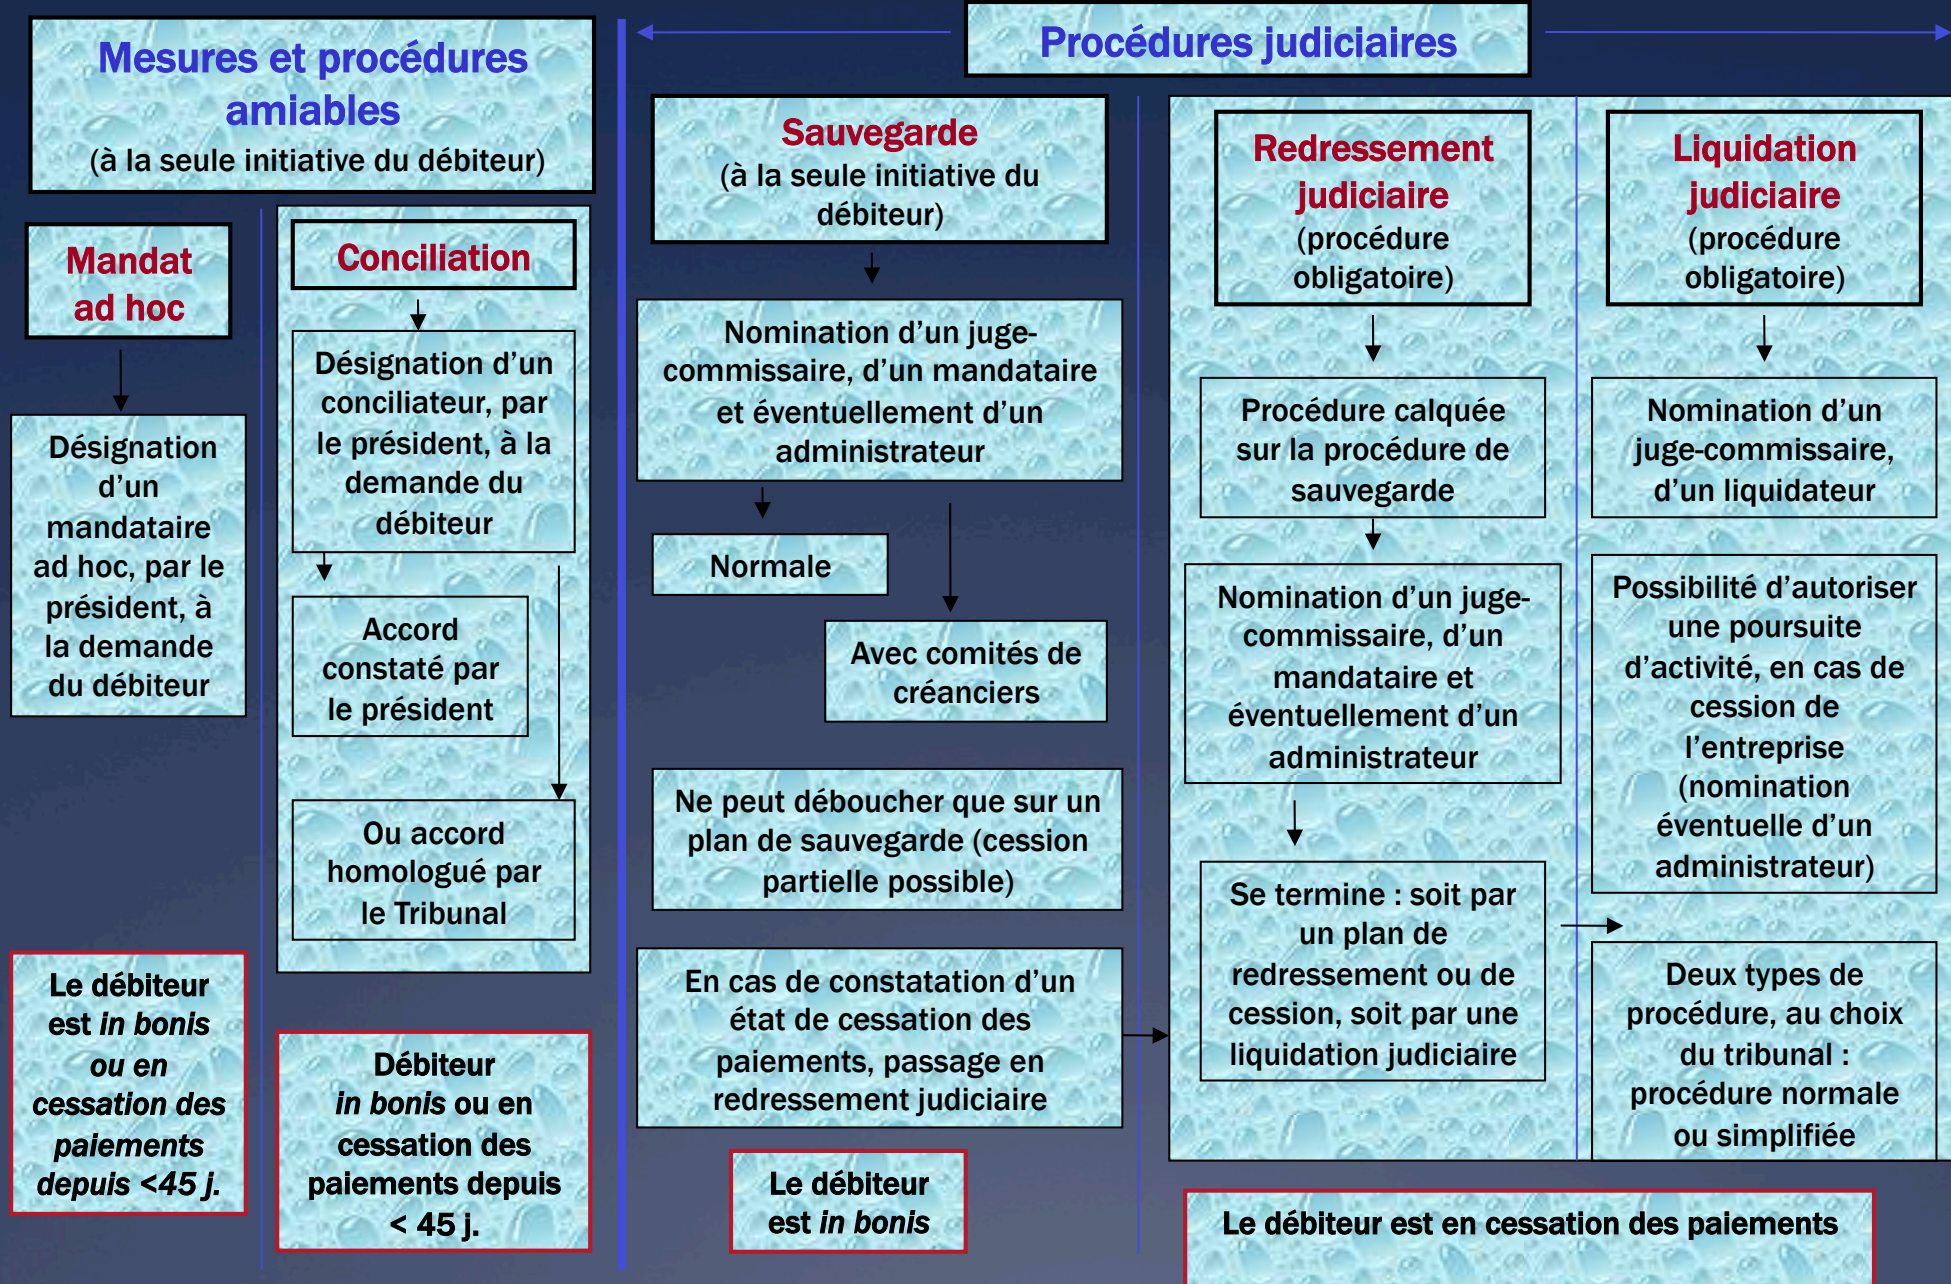 Mesures et procédures
amiables
(à la seule initiative du débiteur)
Mandat
ad hoc
Désignation
d'un
mandataire
ad hoc, par le
président, à
la demande
du débiteur
Le débiteur
est in bonis
ou en
cessation des
paiements
depuis <45 j.
Conciliation
Désignation d'un
conciliateur, par
le président, à la
demande du
débiteur
Accord
constaté par
le président
Ou accord
homologué par
le Tribunal
Débiteur
in bonis ou en
cessation des
paiements depuis
< 45 j.
Procédures judiciaires
Sauvegarde
(à la seule initiative du
débiteur)
Nomination d'un juge-
commissaire, d'un mandataire
et éventuellement d'un
administrateur
Normale
Avec comités de
créanciers
Ne peut déboucher que sur un
plan de sauvegarde (cession
partielle possible)
En cas de constatation d'un
état de cessation des
paiements, passage en
redressement judiciaire
Le débiteur
est in bonis
Redressement
judiciaire
(procédure
obligatoire)
Procédure calquée
sur la procédure de
sauvegarde
Nomination d'un juge-
commissaire, d'un
mandataire et
éventuellement d'un
administrateur
Se termine : soit par
un plan de
redressement ou de
cession, soit par une
liquidation judiciaire
Liquidation
judiciaire
(procédure
obligatoire)
Nomination d'un
juge-commissaire,
d'un liquidateur
Possibilité d'autoriser
une poursuite
d'activité, en cas de
cession de
l'entreprise
(nomination
éventuelle d'un
administrateur)
Deux types de
procédure, au choix
du tribunal :
procédure normale
ou simplifiée
Le débiteur est en cessation des paiements